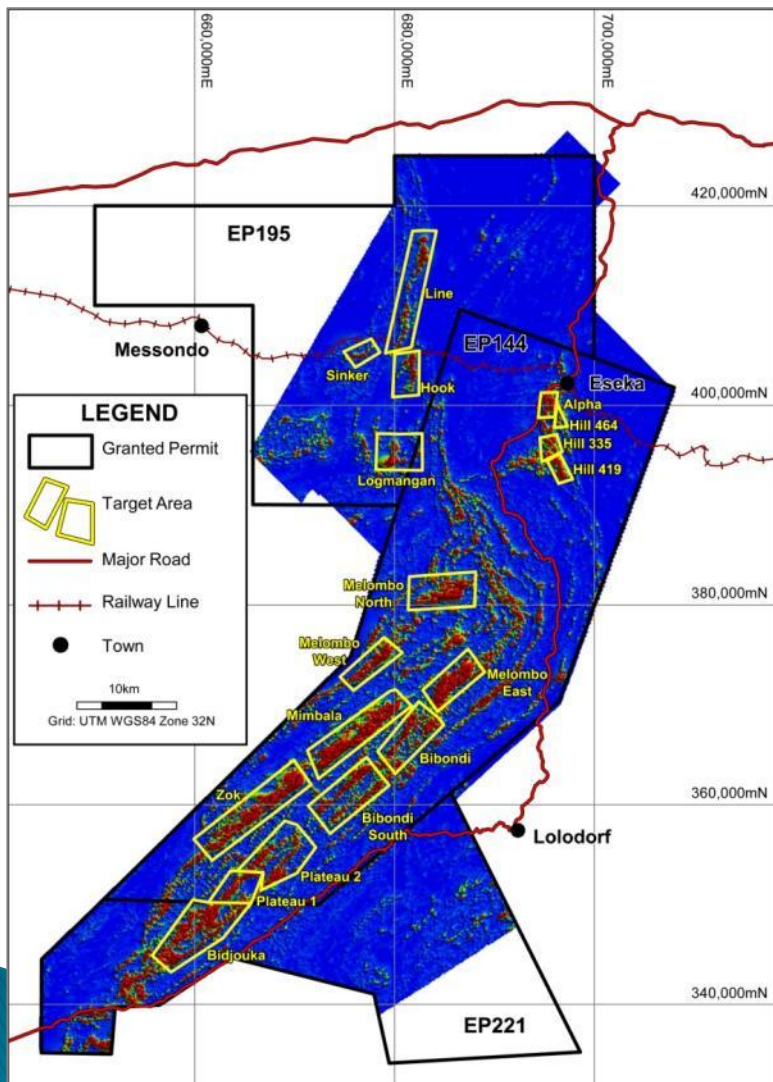 660,000mE
680,000mE
700,000mE
420,000mN
EP195
Line
Messondo
EP144
Sinker
Hook
Eseka
400,000mN
Alpha
Hill 464
Hill 335
Hill 419
Logmangan
LEGEND
Granted Permit
Target Area
Major Road
Railway Line
Town
10km
Grid: UTM WGS84 Zone 32N
Melombo
North
380,000mN
Melombo
West
Melombo
East
Mimbala
Bibondi
Zok
360,000mN
Bibondi
South
Lolodorf
Plateau 2
Plateau 1
Bidjouka
340,000mN
EP221